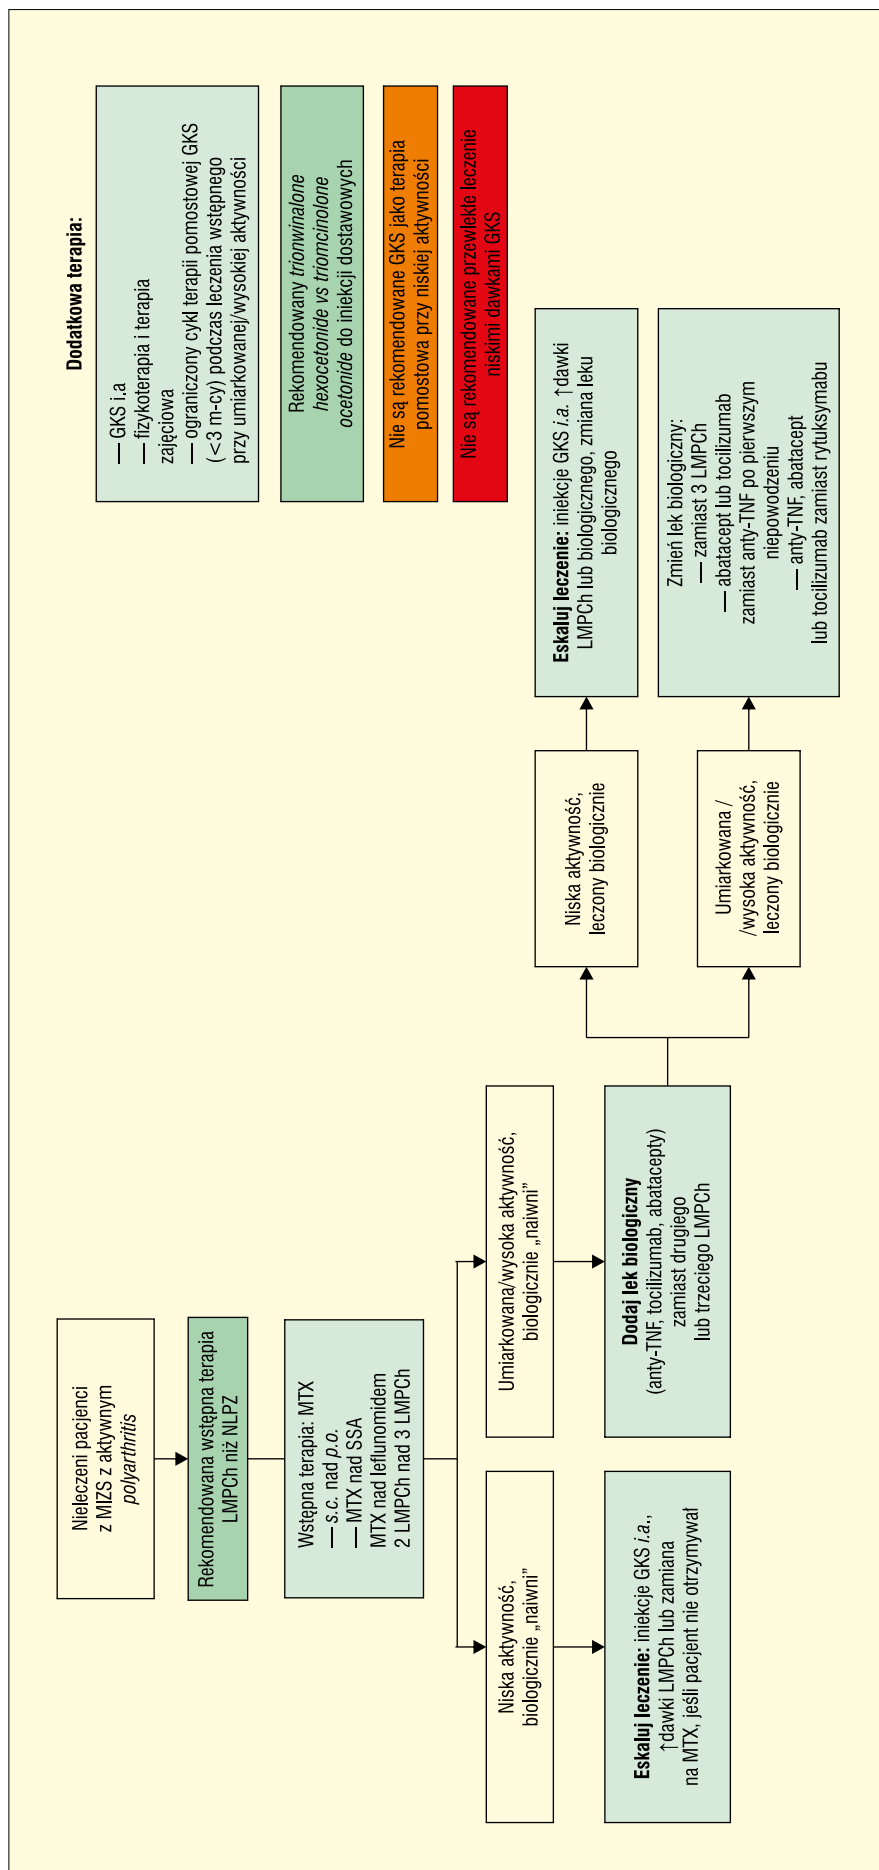 Nieleczeni pacjenci
z MIZS z aktywnym
polyarthritis
Rekomendowana wstępna terapia
LMPCh niż NLPZ
Wstępna terapia: MTX
— s.c. nad p.o.
— MTX nad SSA
MTX nad leflunomidem
2 LMPCh nad 3 LMPCh
Niska aktywność,
biologicznie „naiwni”
Umiarkowana/wysoka aktywność,
biologicznie „naiwni”
Eskaluj leczenie: iniekcje GKS i.a.,
↑dawki LMPCh lub zamiana
na MTX, jeśli pacjent nie otrzymywał
Dodaj lek biologiczny
(anty-TNF, tocilizumab, abatacepty)
zamiast drugiego
lub trzeciego LMPCh
Niska aktywność,
leczony biologicznie
Umiarkowana /
/wysoka aktywność,
leczony biologicznie
Eskaluj leczenie: iniekcje GKS i.a. ↑dawki
LMPCh lub biologicznego, zmiana leku
biologicznego
Zmień lek biologiczny:
— zamiast 3 LMPCh
— abatacept lub tocilizumab
zamiast anty-TNF po pierwszym
niepowodzeniu
— anty-TNF, abatacept
lub tocilizumab zamiast rytuksymabu
Dodatkowa terapia:
— GKS i.a
— fizykoterapia i terapia
zajęciowa
— ograniczony cykl terapii pomostowej GKS
(<3 m-cy) podczas leczenia wstępnego
przy umiarkowanej/wysokiej aktywności
Rekomendowany trionwinalone
hexocetonide vs triomcinolone
ocetonide do iniekcji dostawowych
Nie są rekomendowane GKS jako terapia
pomostowa przy niskiej aktywności
Nie są rekomendowane przewlekłe leczenie
niskimi dawkami GKS